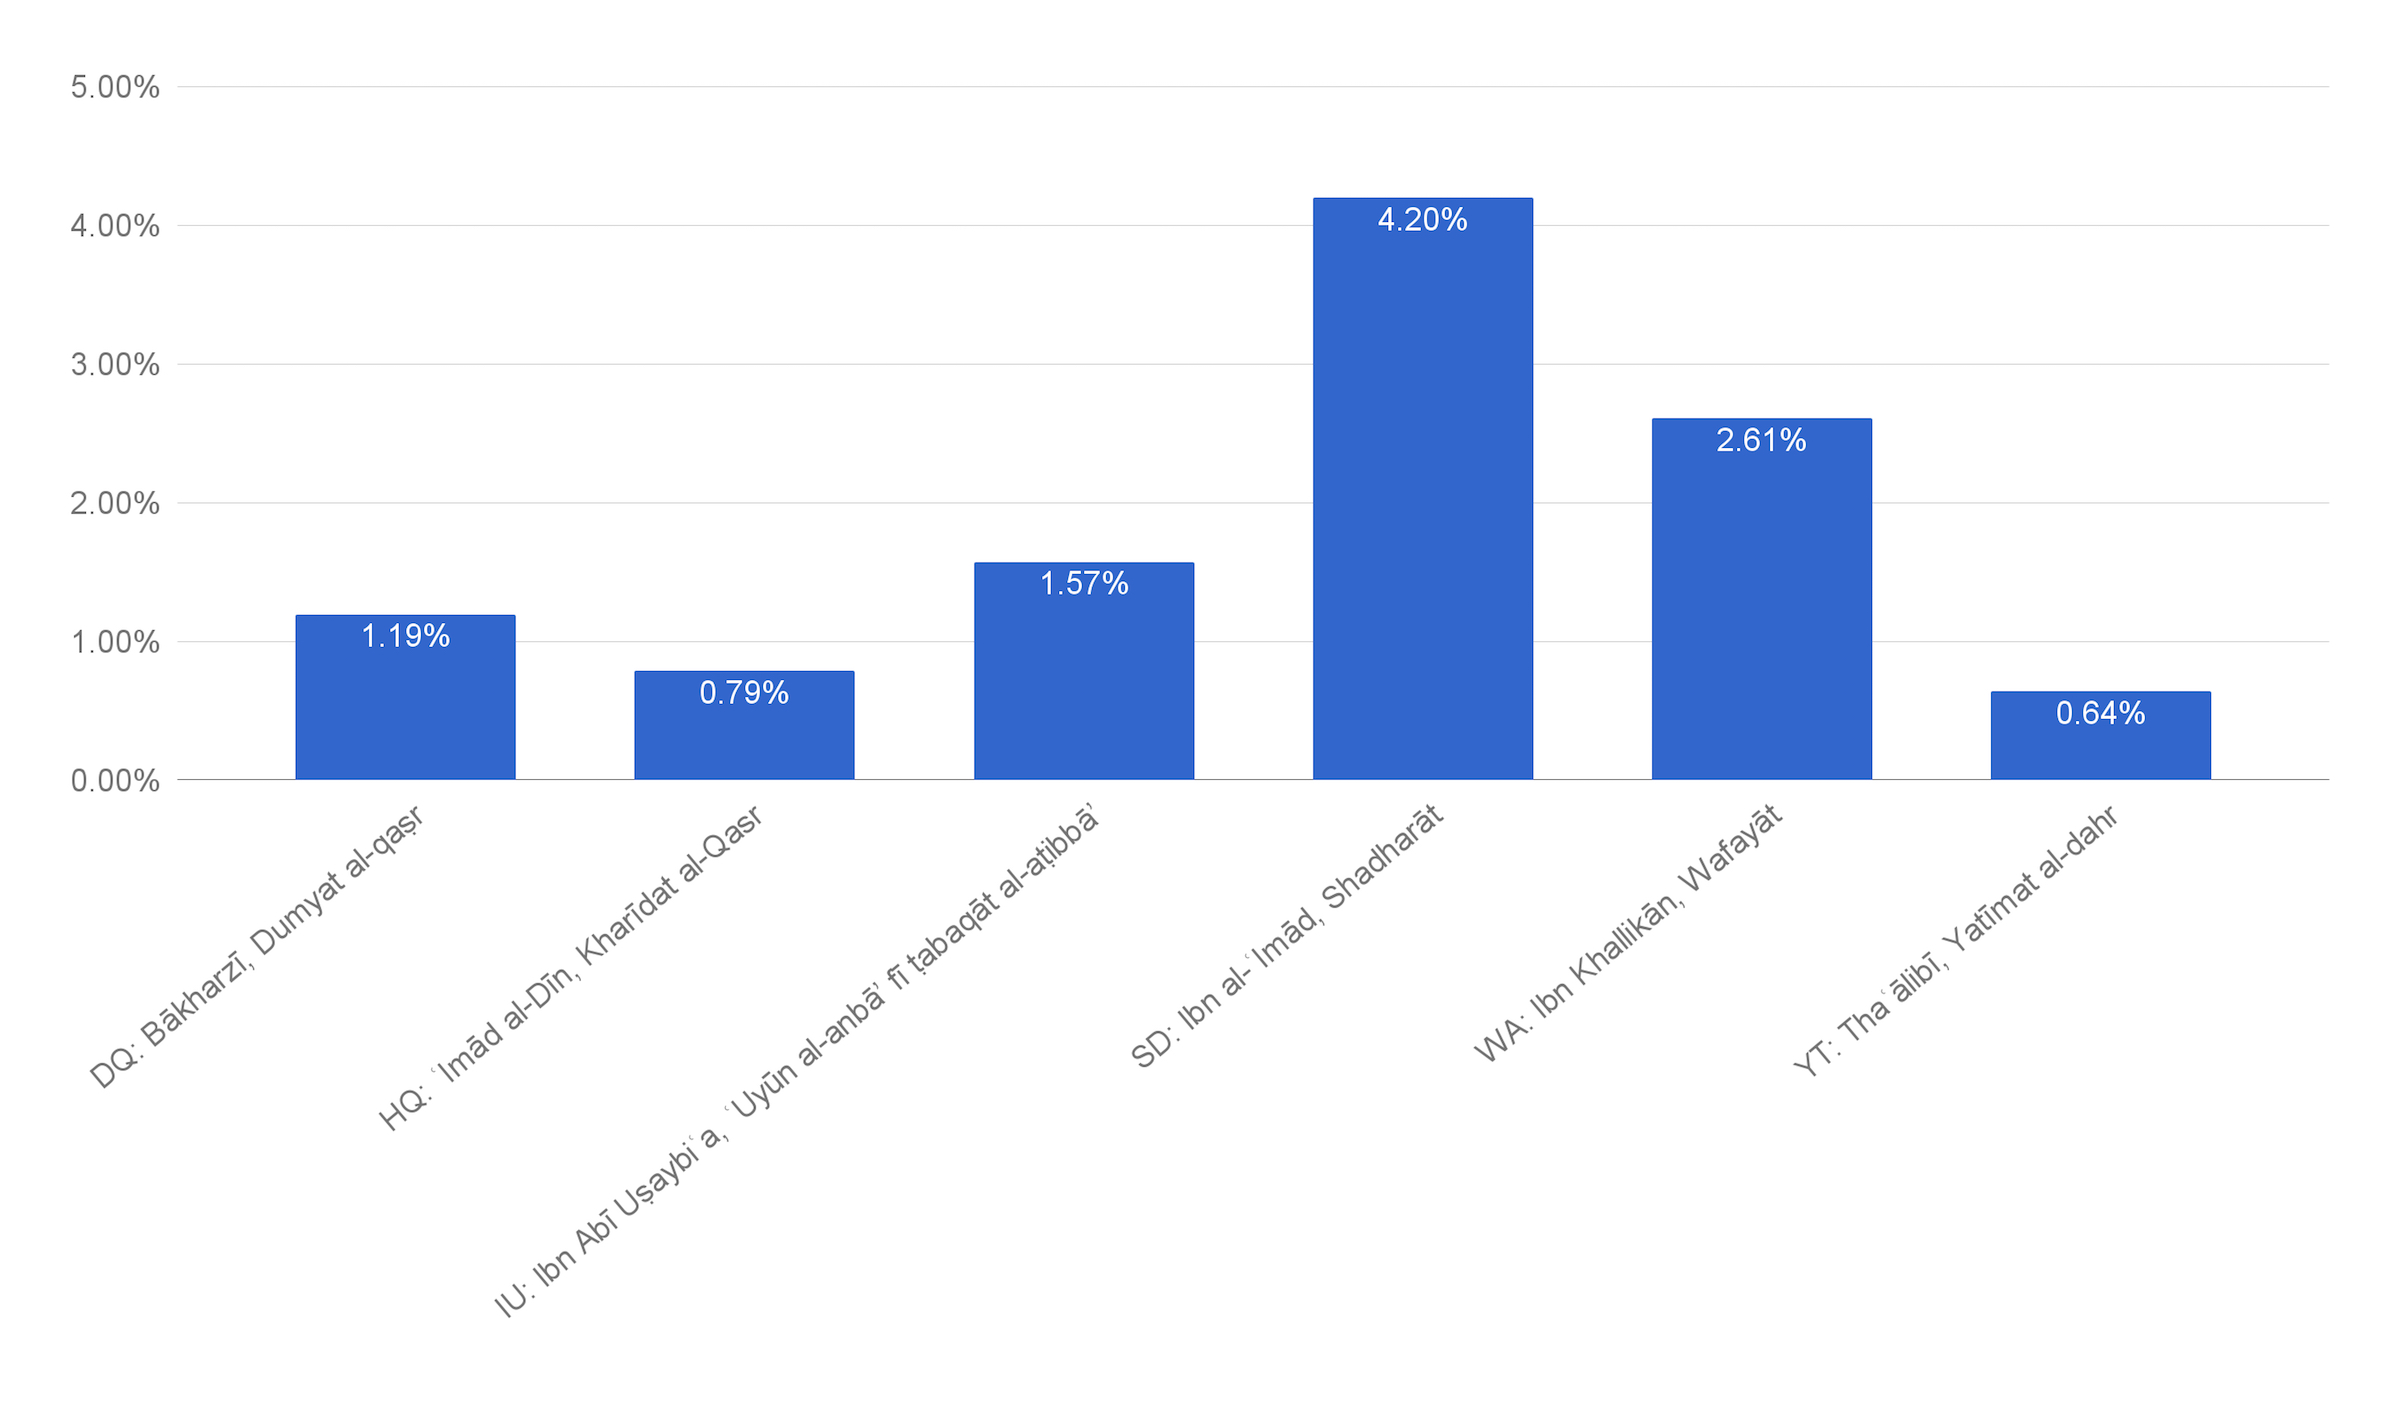 5.00%
4.00%
3.00%
2.00%
1.00%
0.00%
1.19%
0.79%
1.57%
4.20%
2.61%
0.64%
DQ: Bākharzī, Dumyat al-qaṣr
HQ: ʿImād al-Dīn, Kharīdat al-Qasr
IU: Ibn Abī Uṣaybiʿa, ʿUyūn al-anbā’ fī ṭabaqāt al-aṭibbā’
SD: Ibn al-ʿImād, Shadharāt
WA: Ibn Khallikān, Wafayāt
YT: Thaʿālibī, Yatīmat al-dahr